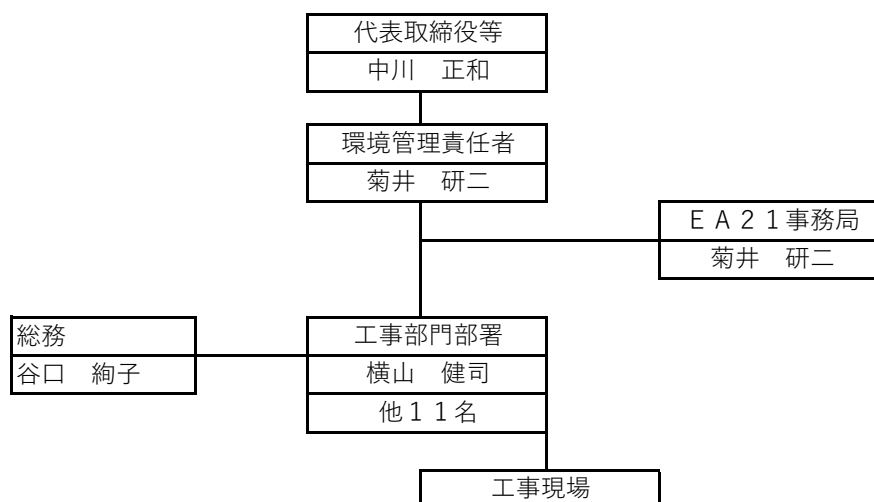 代表取締役等
中川　正和
環境管理責任者
菊井　研二
ＥＡ２１事務局
菊井　研二
総務
谷口　絢子
工事部門部署
横山　健司
他１１名
工事現場